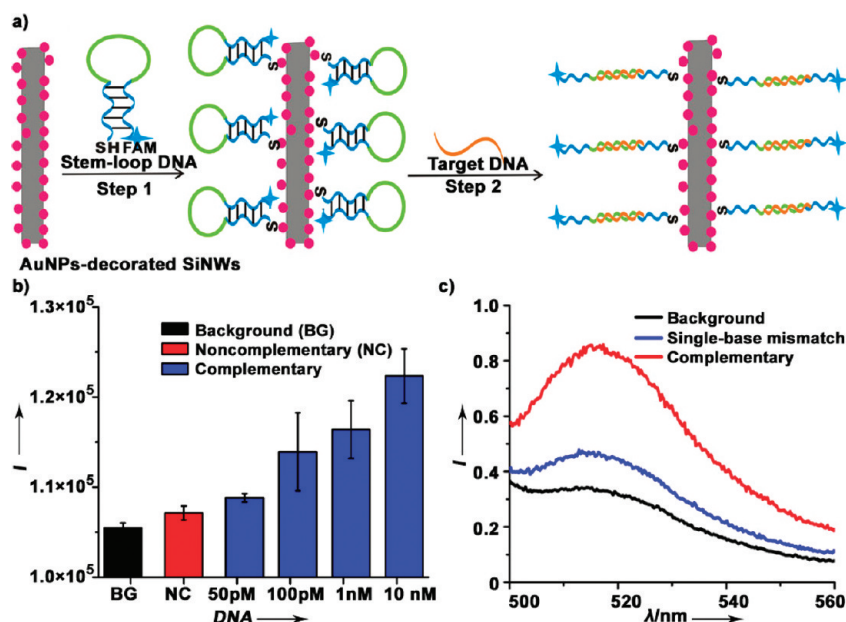 a)
S
S
S
S
S
S
SH FAM
Stem-loop DNA
Step 1
Target DNA
Step 2
S
S
S
S
S
S
AuNPs-decorated SiNWs
b)
1.3×10⁵
1.2×10⁵
1.1×10⁵
1.0×10⁵
I
Background (BG)
Noncomplementary (NC)
Complementary
BG NC 50pM 100pM 1nM 10 nM
DNA
c)
1.0
0.8
0.6
0.4
0.2
0
I
Background
Single-base mismatch
Complementary
500 520 540 560
λ/nm